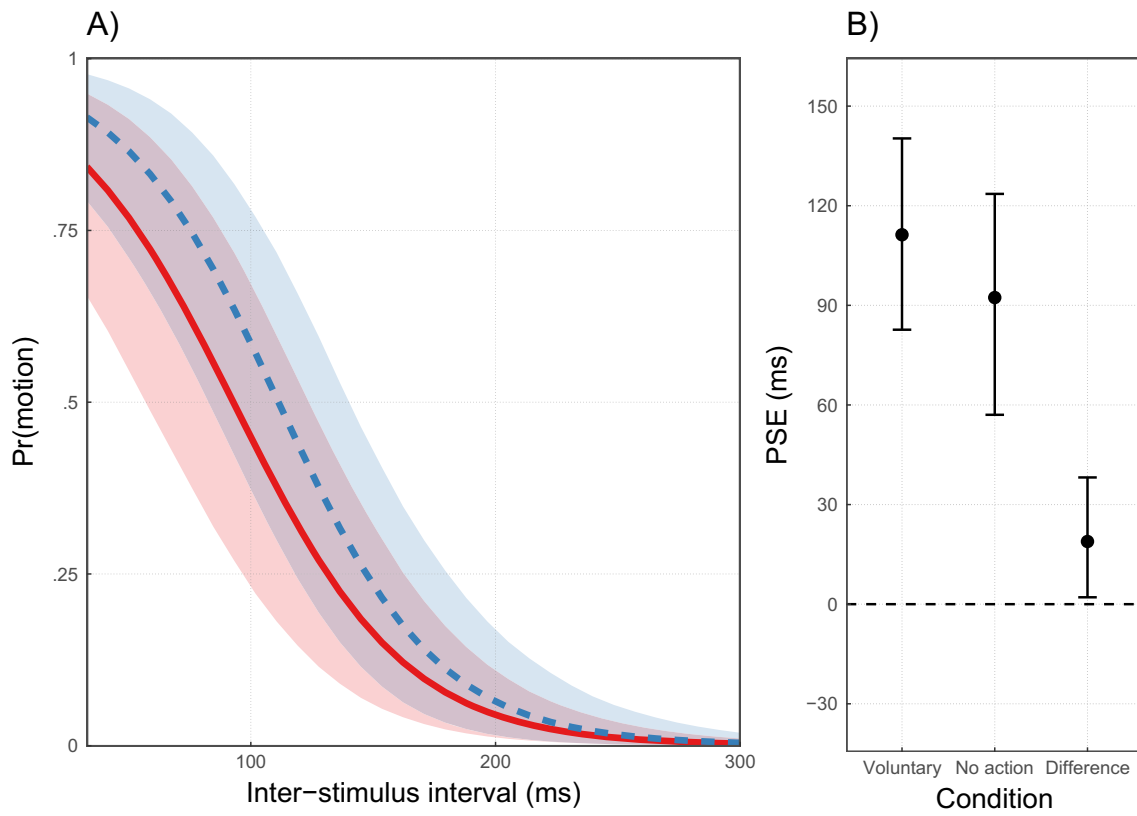 A)
1
.75
.5
.25
0
Pr(motion)
100
200
300
Inter−stimulus interval (ms)
B)
150
120
90
60
30
0
−30
PSE (ms)
Voluntary
No action
Difference
Condition